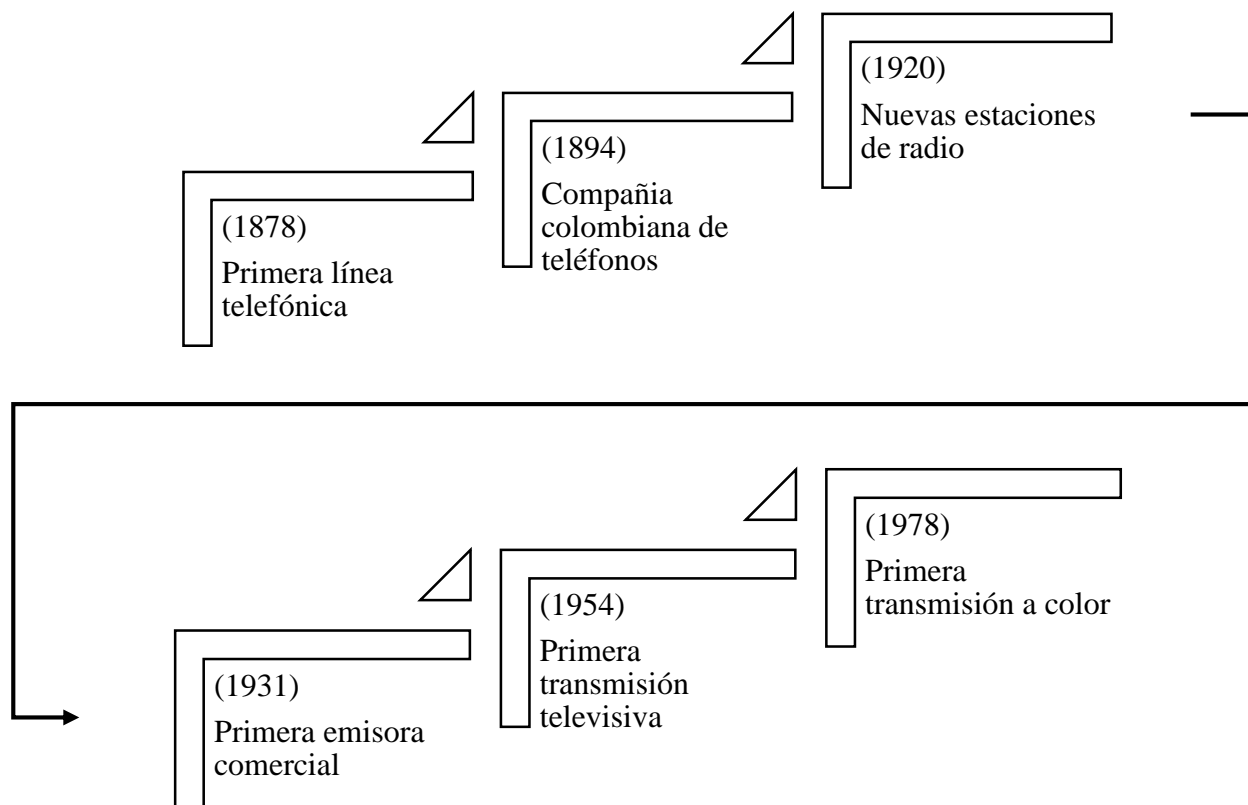 (1878)
Primera línea
telefónica
(1894)
Compañia
colombiana de
teléfonos
(1920)
Nuevas estaciones
de radio
(1931)
Primera emisora
comercial
(1954)
Primera
transmisión
televisiva
(1978)
Primera
transmisión a color